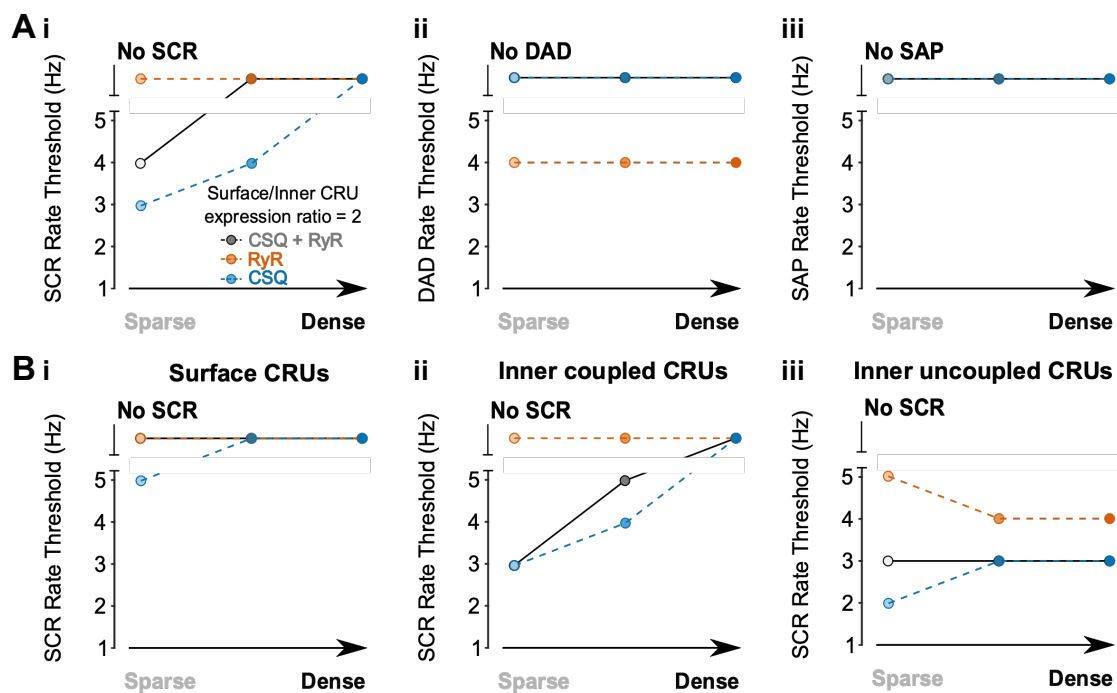 A i
No SCR
SCR Rate Threshold (Hz)
5
4
3
2
1
Surface/Inner CRU
expression ratio = 2
CSQ + RyR
RyR
CSQ
Sparse
Dense
ii
No DAD
DAD Rate Threshold (Hz)
5
4
3
2
1
Sparse
Dense
iii
No SAP
SAP Rate Threshold (Hz)
5
4
3
2
1
Sparse
Dense
B i
Surface CRUs
No SCR
SCR Rate Threshold (Hz)
5
4
3
2
1
Sparse
Dense
ii
Inner coupled CRUs
No SCR
SCR Rate Threshold (Hz)
5
4
3
2
1
Sparse
Dense
iii
Inner uncoupled CRUs
No SCR
SCR Rate Threshold (Hz)
5
4
3
2
1
Sparse
Dense